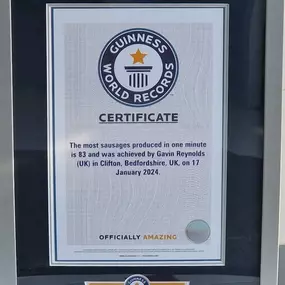 GUINNESS
WORLD RECORDS
CERTIFICATE
The most sausages produced in one minute
is 83 and was achieved by Gavin Reynolds
(UK) in Clifton, Bedfordshire, UK, on 17
January 2024.
OFFICIALLY AMAZING